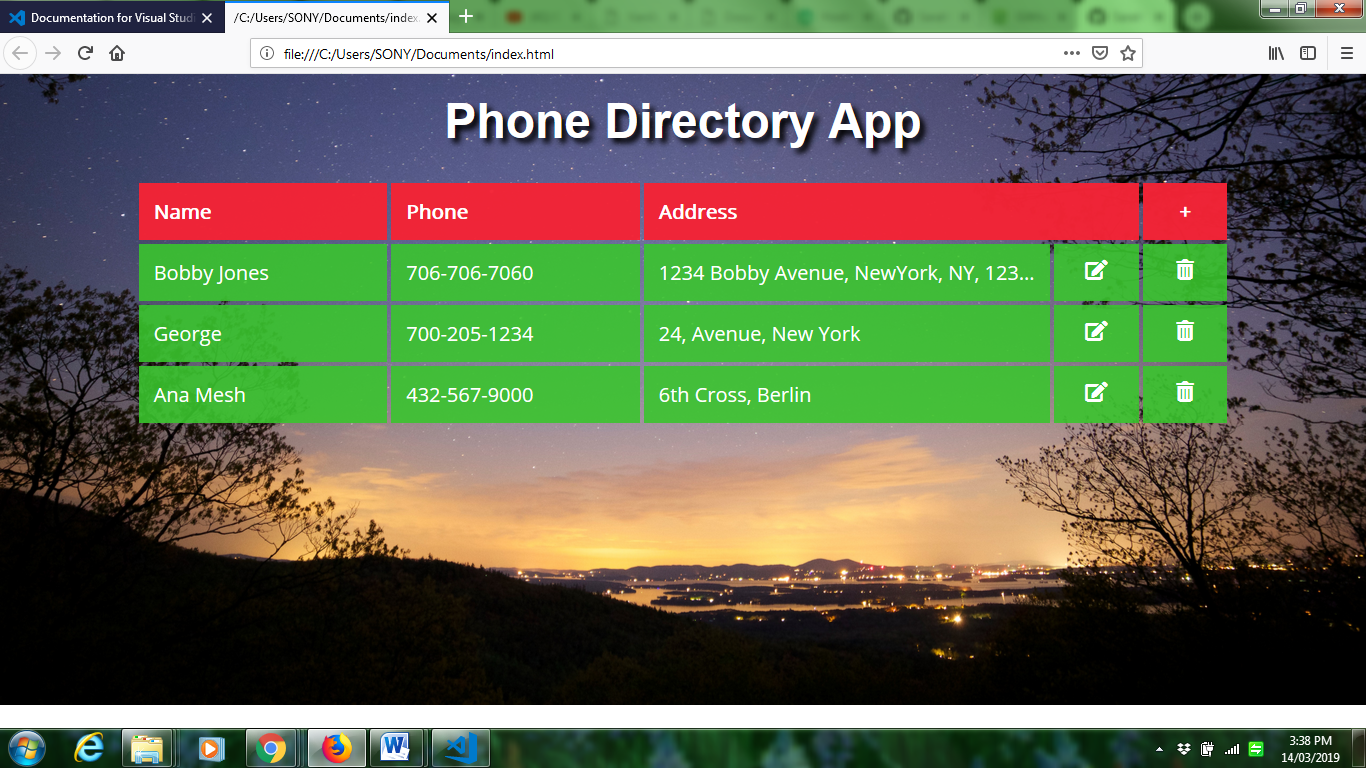 Documentation for Visual Studi
/C:/Users/SONY/Documents/index.
file:///C:/Users/SONY/Documents/index.html
Phone Directory App
Name Phone Address +
Bobby Jones 706-706-7060 1234 Bobby Avenue, NewYork, NY, 123...
George 700-205-1234 24, Avenue, New York
Ana Mesh 432-567-9000 6th Cross, Berlin
3:38 PM
14/03/2019